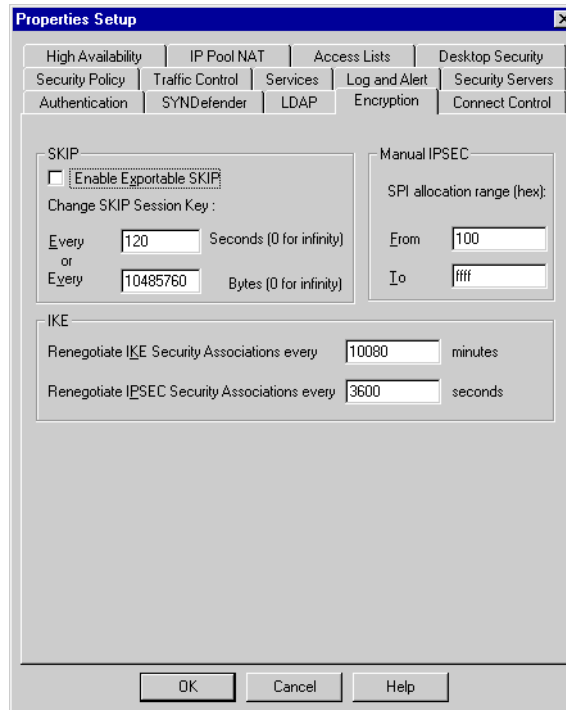 Properties Setup
High Availability IP Pool NAT Access Lists Desktop Security
Security Policy Traffic Control Services Log and Alert Security Servers
Authentication SYNDefender LDAP Encryption Connect Control
SKIP
Enable Exportable SKIP
Change SKIP Session Key :
Every 120 Seconds (0 for infinity)
or
Every 10485760 Bytes (0 for infinity)
Manual IPSEC
SPI allocation range (hex):
From 100
To ffff
IKE
Renegotiate IKE Security Associations every 10080 minutes
Renegotiate IPSEC Security Associations every 3600 seconds
OK Cancel Help